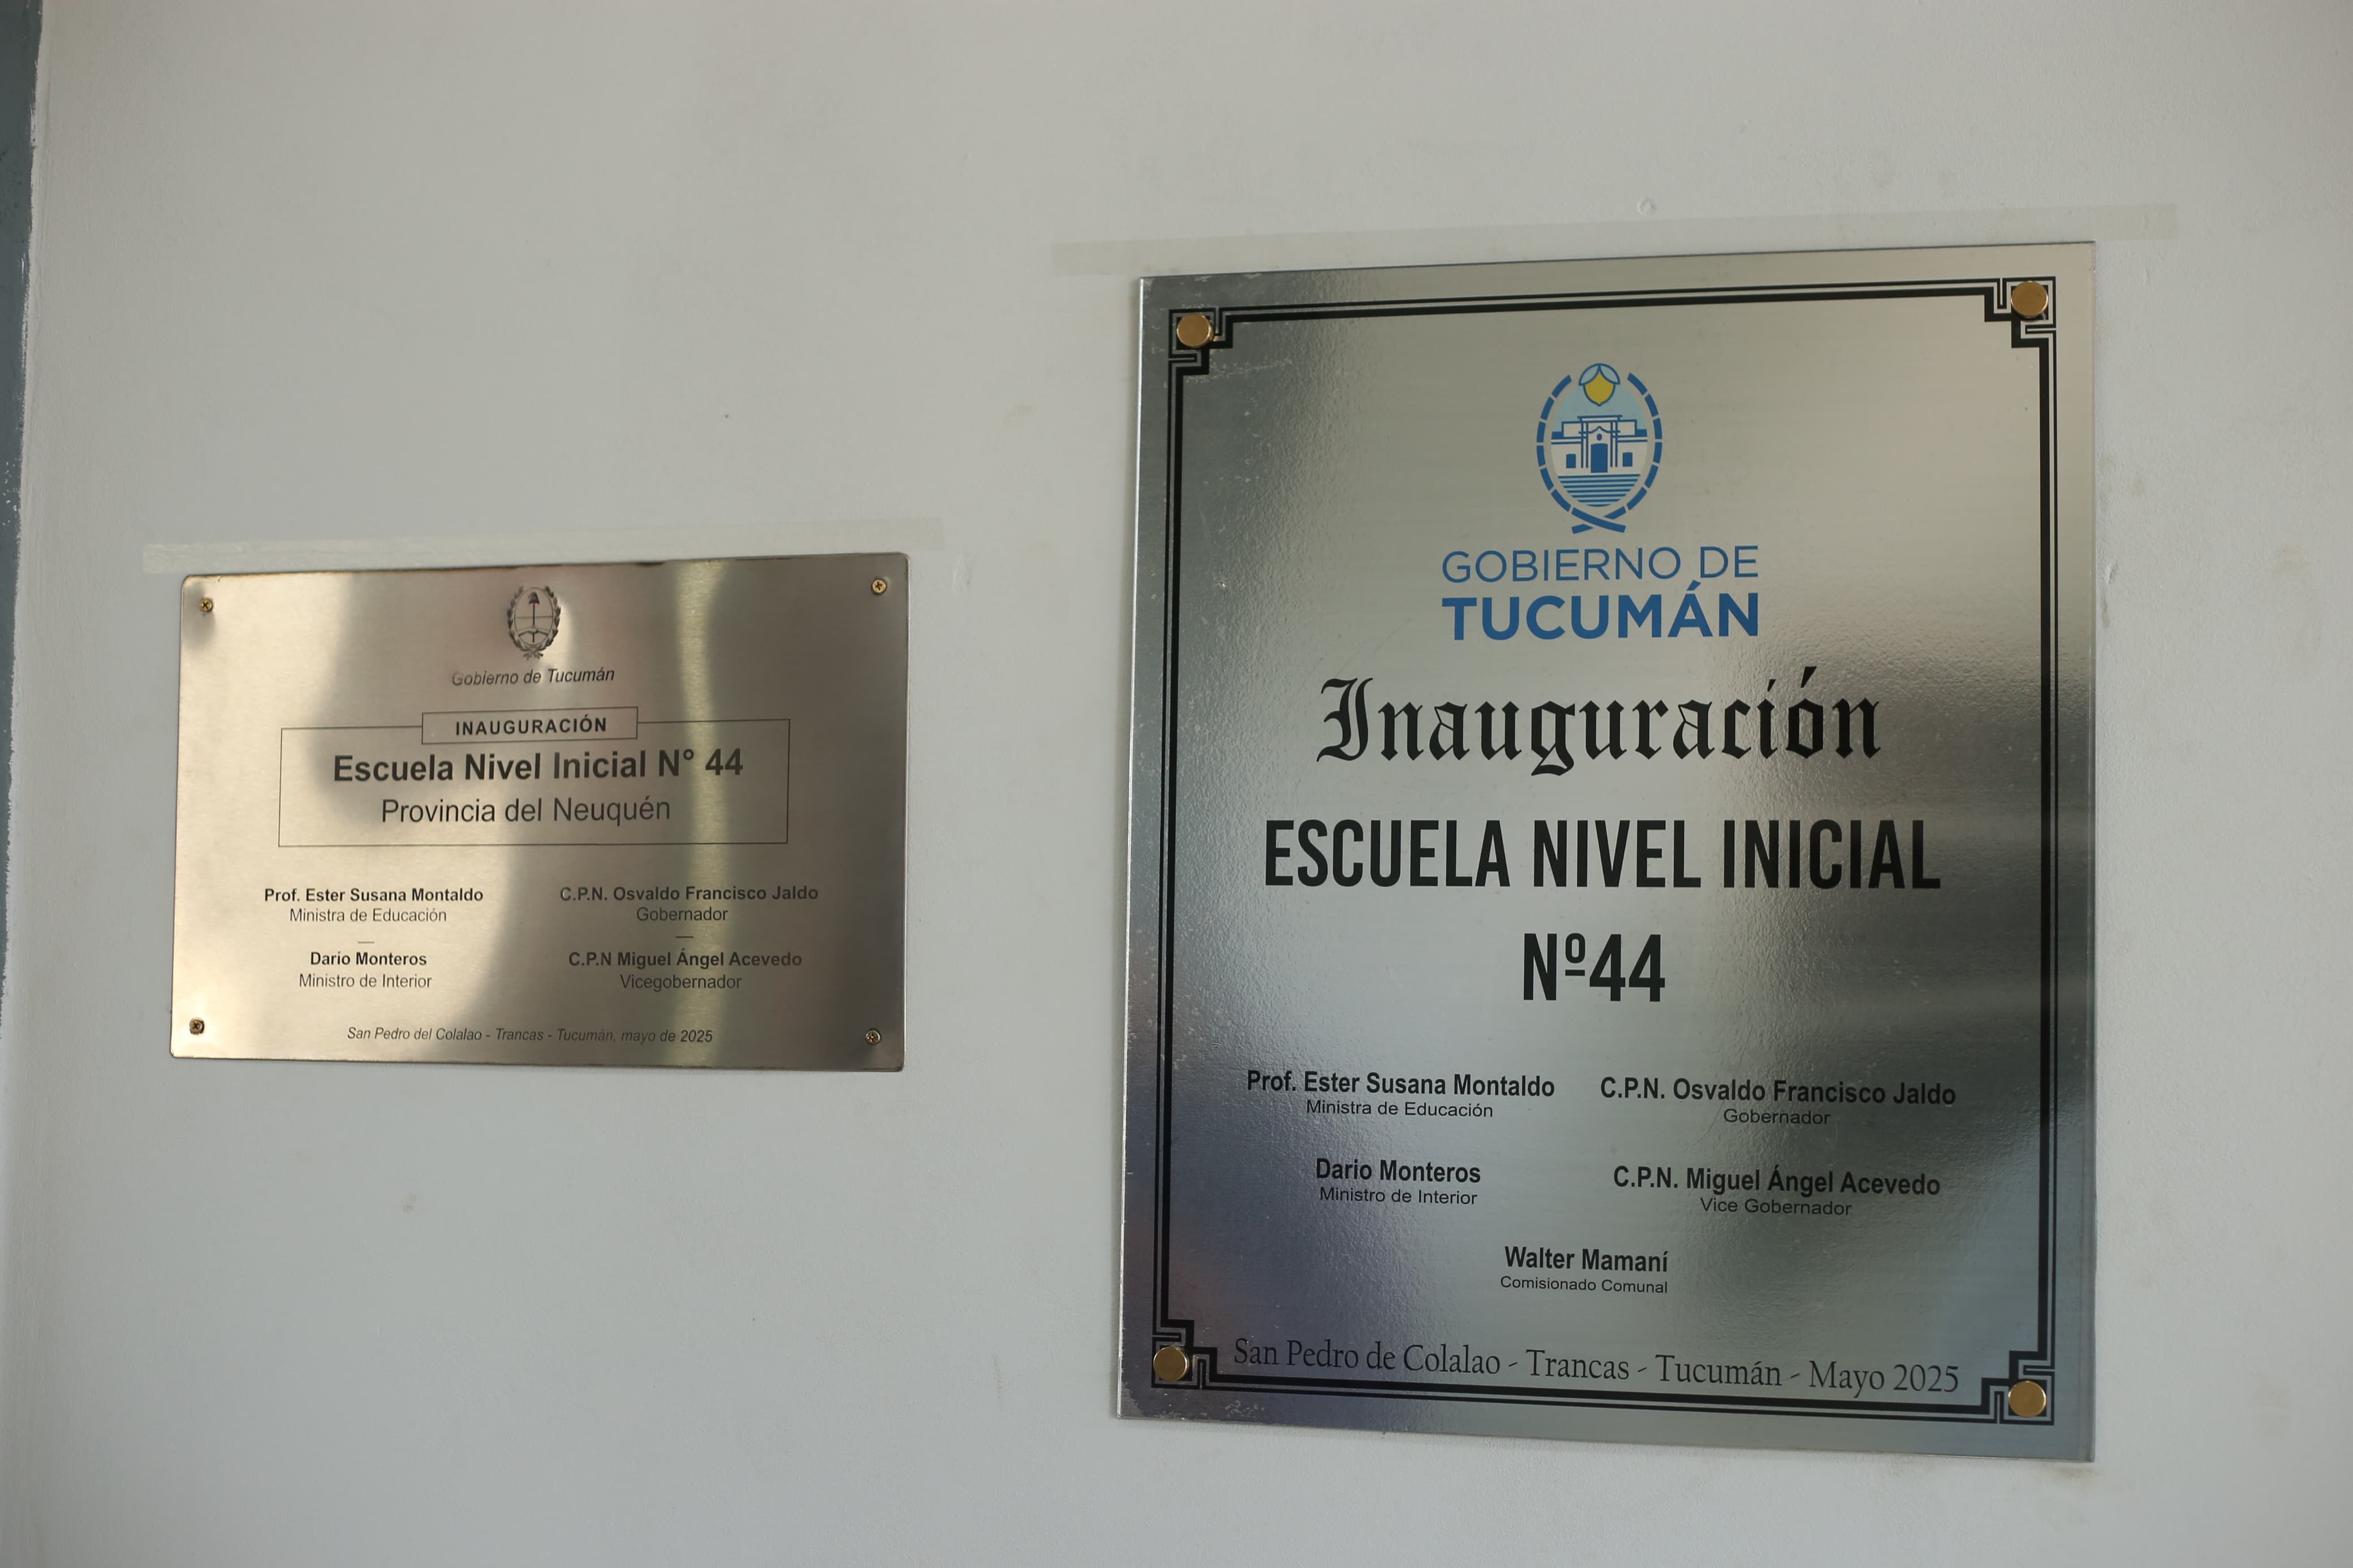 Gobierno de Tucumán
INAUGURACIÓN
Escuela Nivel Inicial N° 44
Provincia del Neuquén
Prof. Ester Susana Montaldo
Ministra de Educación
C.P.N. Osvaldo Francisco Jaldo
Gobernador
Dario Monteros
Ministro de Interior
C.P.N Miguel Ángel Acevedo
Vicegobernador
San Pedro del Colalao - Trancas - Tucumán, mayo de 2025
GOBIERNO DE
TUCUMÁN
Inauguración
ESCUELA NIVEL INICIAL
Nº44
Prof. Ester Susana Montaldo
Ministra de Educación
C.P.N. Osvaldo Francisco Jaldo
Gobernador
Dario Monteros
Ministro de Interior
C.P.N. Miguel Ángel Acevedo
Vice Gobernador
Walter Mamaní
Comisionado Comunal
San Pedro de Colalao - Trancas - Tucumán - Mayo 2025